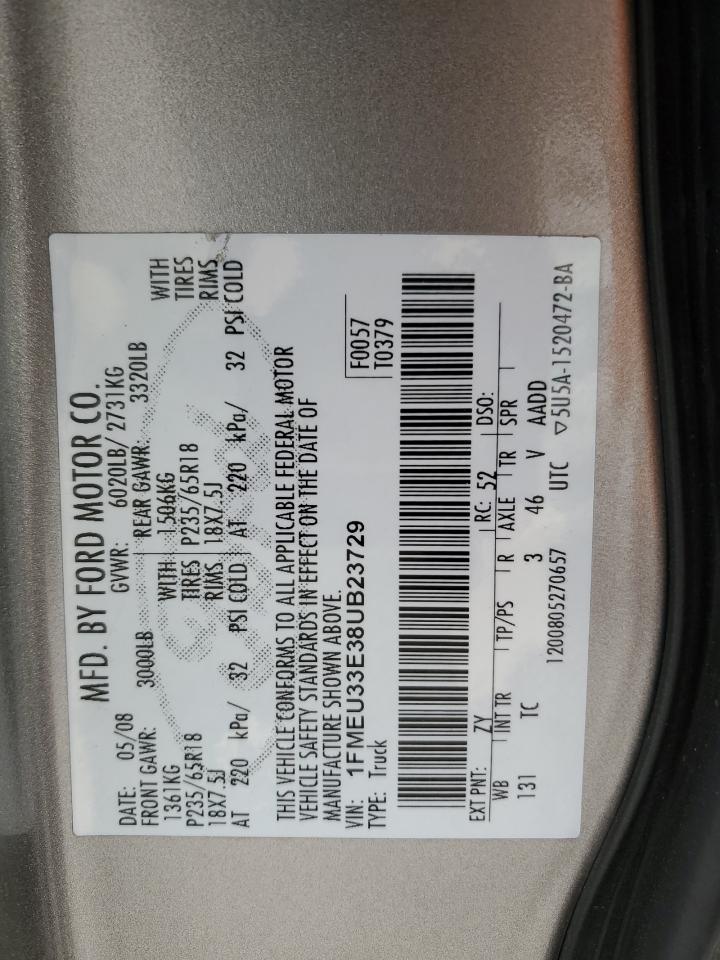 MFD. BY FORD MOTOR CO.
DATE: 05/08 GVWR: 6020LB/ 2731KG
FRONT GAWR: 3000LB REAR GAWR: 3320LB
1361KG WITH 1506KG WITH
P235/65R18 TIRES P235/65R18 TIRES
18X7.5J RIMS 18X7.5J RIMS
AT 220 kPa/ 32 PSI COLD AT 220 kPa/ 32 PSI COLD
THIS VEHICLE CONFORMS TO ALL APPLICABLE FEDERAL MOTOR
VEHICLE SAFETY STANDARDS IN EFFECT ON THE DATE OF
MANUFACTURE SHOWN ABOVE.
VIN: 1FMEU33E38UB23729 F0057
TYPE: Truck T0379
EXT PNT: ZY RC: 52 DSO:
WB INT TR TP/PS R AXLE TR SPR
131 TC 3 46 V AADD
1200805270657 UTC ▽5U5A-1520472-BA